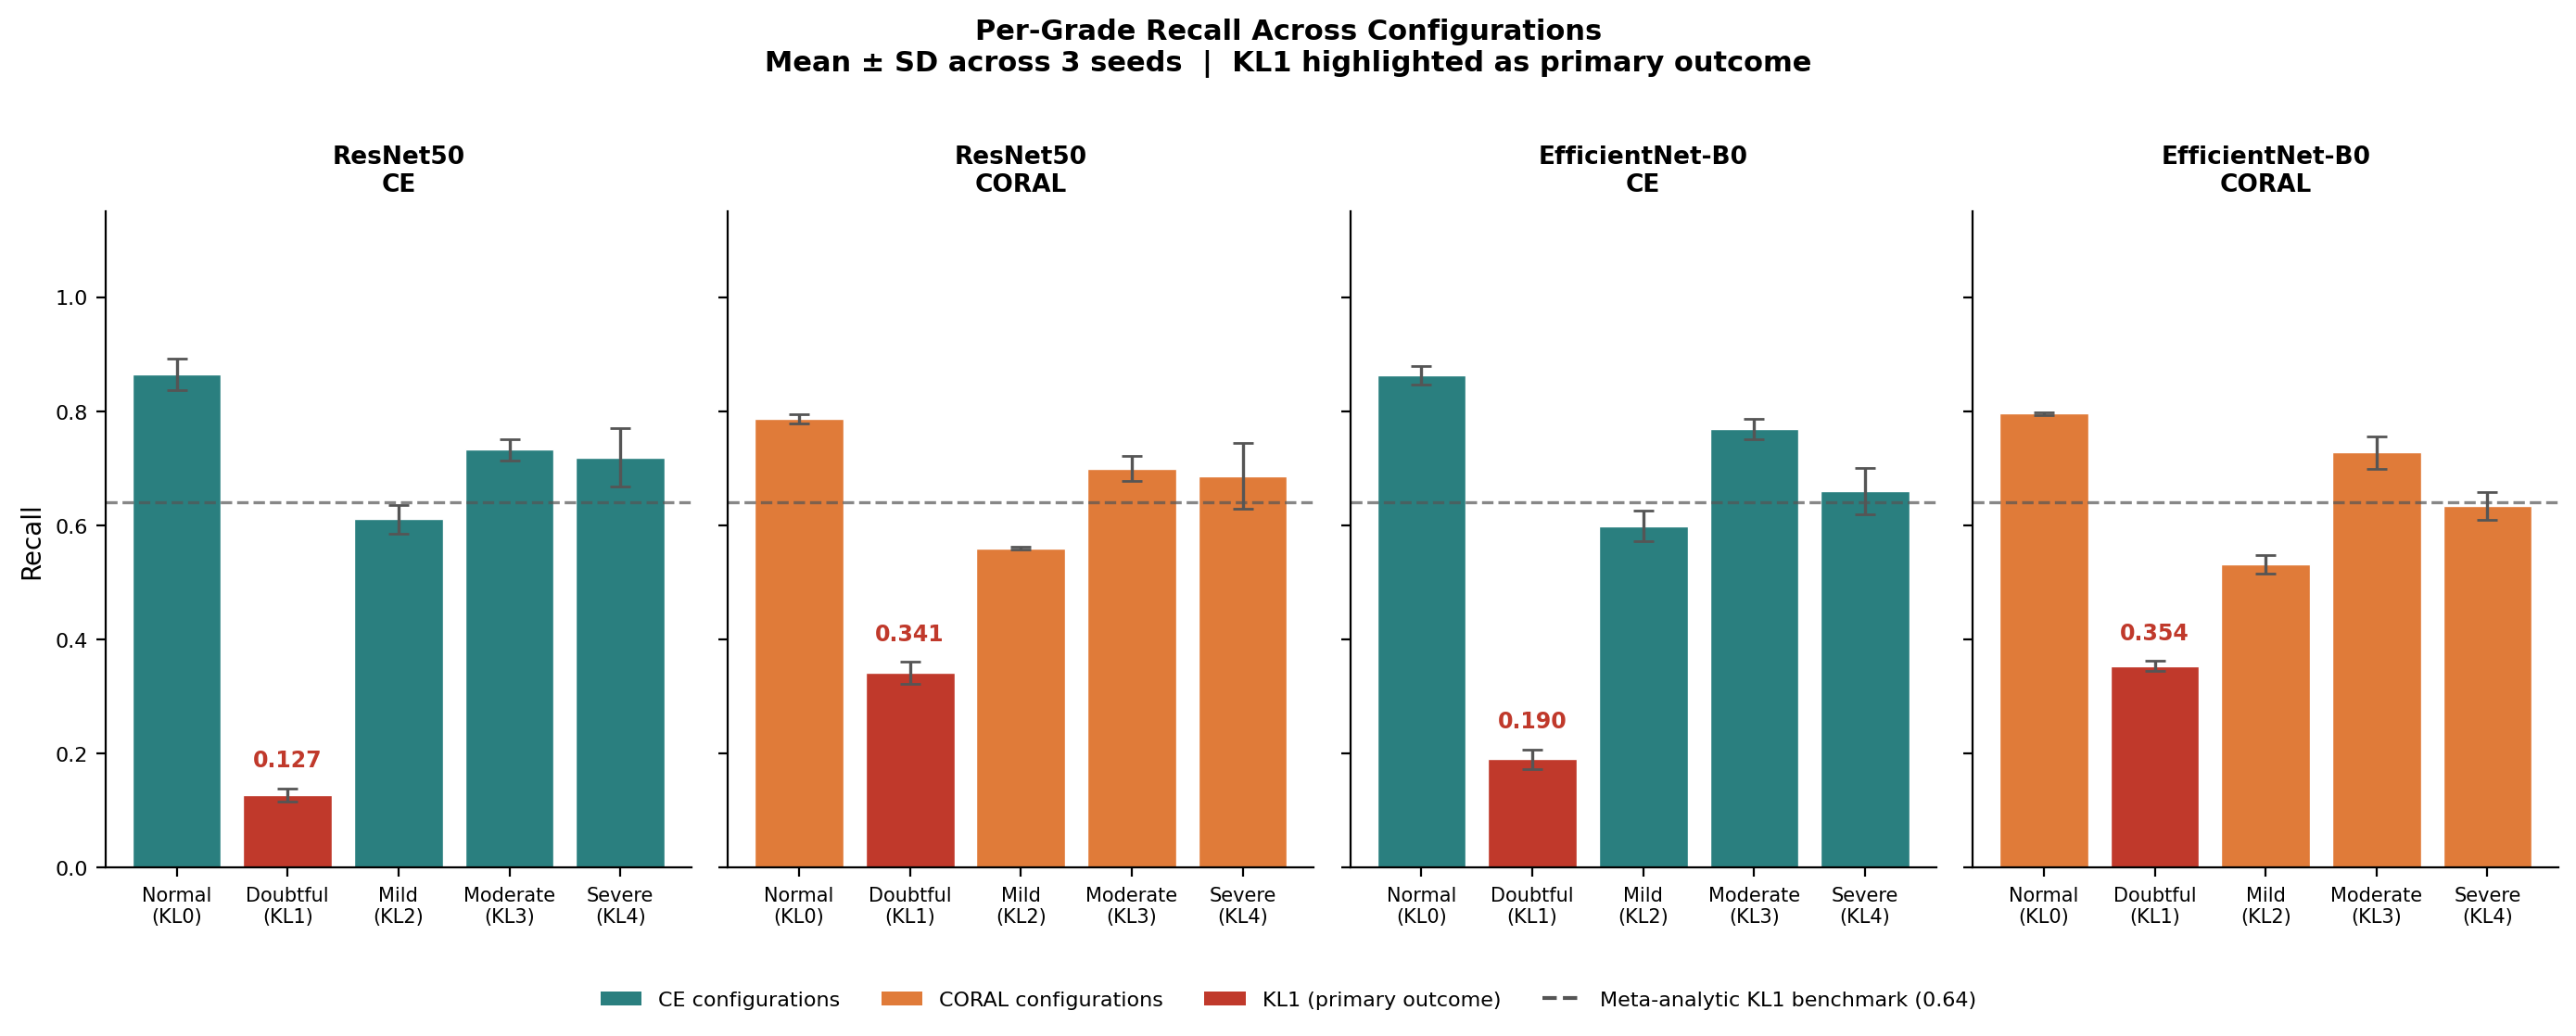 Per-Grade Recall Across Configurations
Mean ± SD across 3 seeds | KL1 highlighted as primary outcome
ResNet50
CE
ResNet50
CORAL
EfficientNet-B0
CE
EfficientNet-B0
CORAL
Recall
1.0
0.8
0.6
0.4
0.2
0.0
0.127
0.341
0.190
0.354
Normal
(KL0)
Doubtful
(KL1)
Mild
(KL2)
Moderate
(KL3)
Severe
(KL4)
Normal
(KL0)
Doubtful
(KL1)
Mild
(KL2)
Moderate
(KL3)
Severe
(KL4)
Normal
(KL0)
Doubtful
(KL1)
Mild
(KL2)
Moderate
(KL3)
Severe
(KL4)
Normal
(KL0)
Doubtful
(KL1)
Mild
(KL2)
Moderate
(KL3)
Severe
(KL4)
CE configurations
CORAL configurations
KL1 (primary outcome)
Meta-analytic KL1 benchmark (0.64)